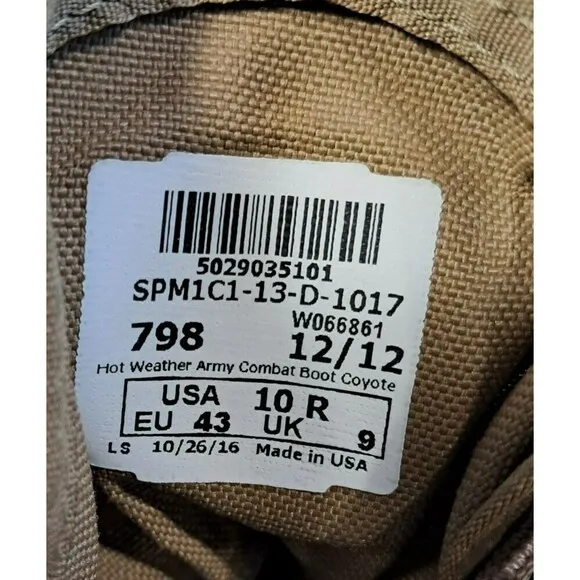 5029035101
SPM1C1-13-D-1017
W066861
798 12/12
Hot Weather Army Combat Boot Coyote
USA 10 R
EU 43 UK 9
LS 10/26/16 Made in USA